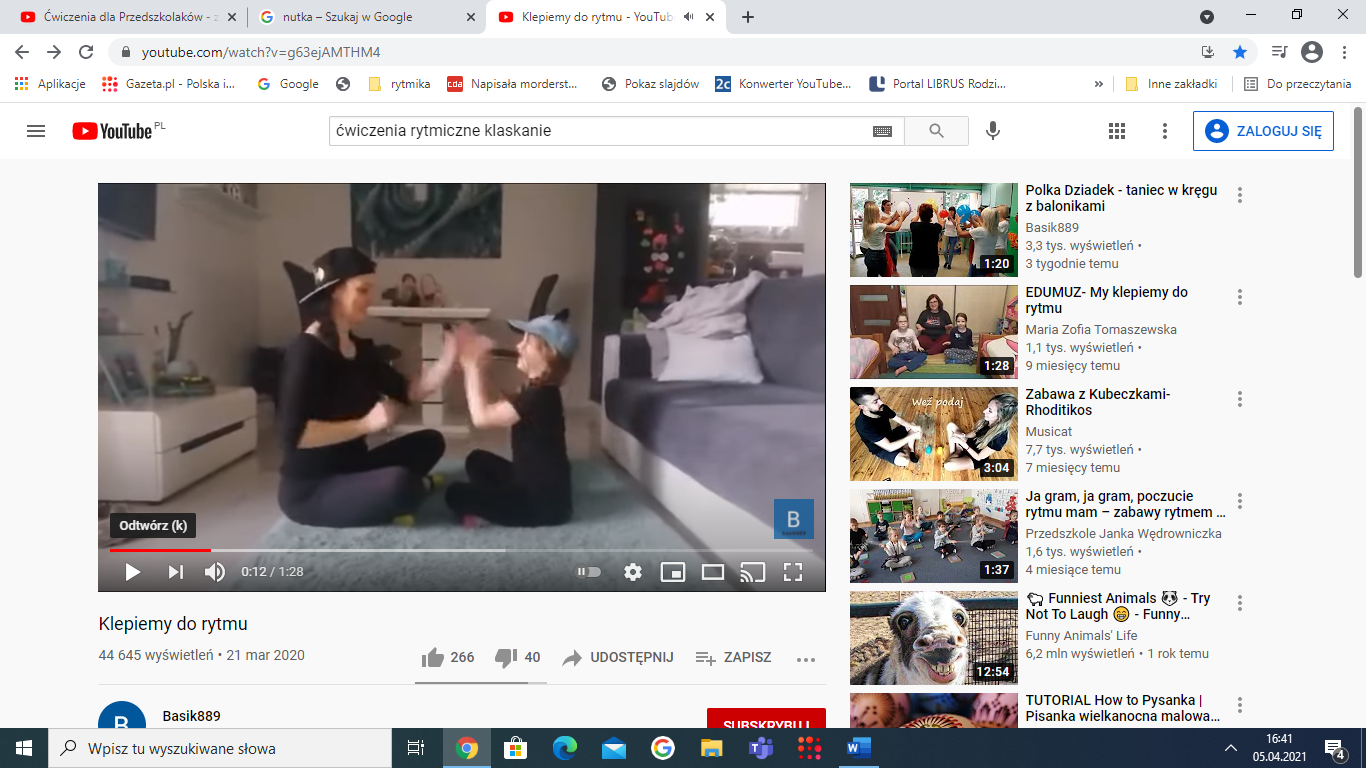 Ćwiczenia dla Przedszkolaków - z
nutka – Szukaj w Google
Klepiemy do rytmu - YouTube
youtube.com/watch?v=g63ejAMTHM4
Aplikacje
Gazeta.pl - Polska i...
Google
rytmika
cda
Napisała morderst...
Pokaz slajdów
2c
Konwerter YouTube...
Portal LIBRUS Rodzi...
»
Inne zakładki
Do przeczytania
YouTube PL
ćwiczenia rytmiczne klaskanie
ZALOGUJ SIĘ
B
Odtwórz (k)
0:12 / 1:28
Klepiemy do rytmu
44 645 wyświetleń • 21 mar 2020
266
40
UDOSTĘPNIJ
ZAPISZ
B
Basik889
SUBSKRYBUJ
1:20
Polka Dziadek - taniec w kręgu
z balonikami
Basik889
3,3 tys. wyświetleń •
3 tygodnie temu
1:28
EDUMUZ- My klepiemy do
rytmu
Maria Zofia Tomaszewska
1,1 tys. wyświetleń •
9 miesięcy temu
Weź podaj
3:04
Zabawa z Kubeczkami-
Rhoditikos
Musicat
7,7 tys. wyświetleń •
7 miesięcy temu
1:37
Ja gram, ja gram, poczucie
rytmu mam – zabawy rytmem ...
Przedszkole Janka Wędrowniczka
1,6 tys. wyświetleń •
4 miesiące temu
12:54
🐑 Funniest Animals 🐼 - Try
Not To Laugh 😁 - Funny...
Funny Animals' Life
6,2 mln wyświetleń • 1 rok temu
TUTORIAL How to Pysanka |
Pisanka wielkanocna malowa...
Wpisz tu wyszukiwane słowa
16:41
05.04.2021
4